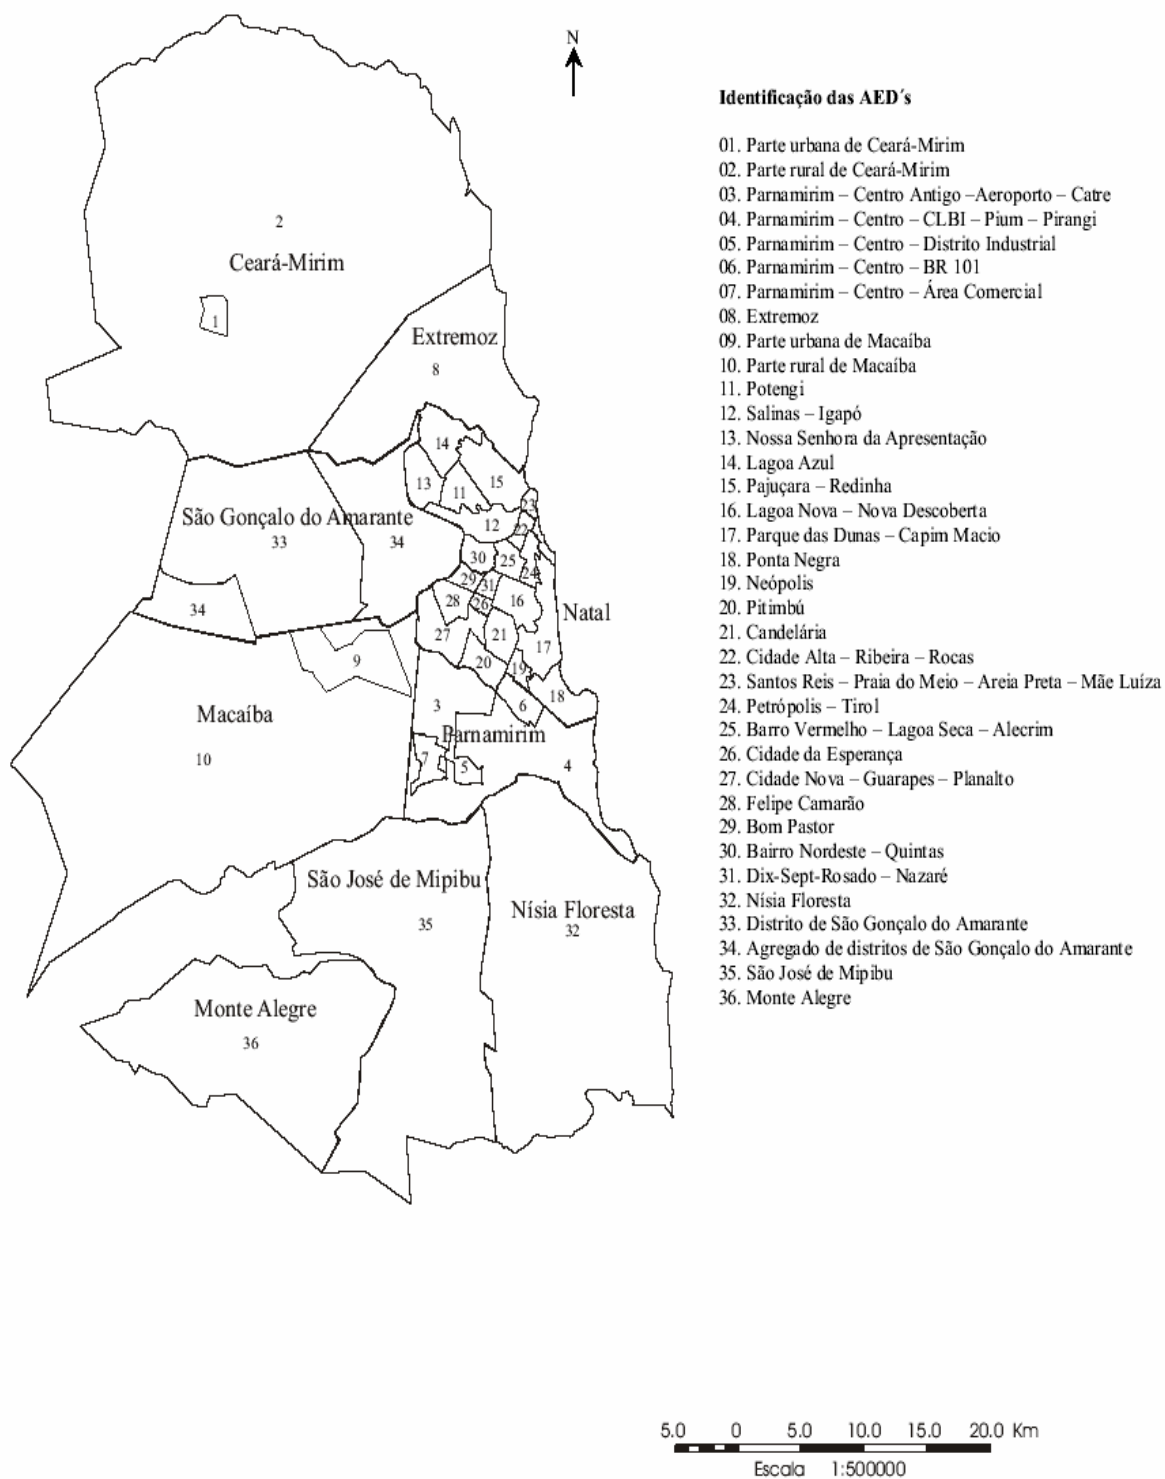 N
Identificação das AED´s
01. Parte urbana de Ceará-Mirim
02. Parte rural de Ceará-Mirim
03. Parnamirim – Centro Antigo –Aeroporto – Catre
04. Parnamirim – Centro – CLBI – Pium – Pirangi
05. Parnamirim – Centro – Distrito Industrial
06. Parnamirim – Centro – BR 101
07. Parnamirim – Centro – Área Comercial
08. Extremoz
09. Parte urbana de Macaíba
10. Parte rural de Macaíba
11. Potengi
12. Salinas – Igapó
13. Nossa Senhora da Apresentação
14. Lagoa Azul
15. Pajuçara – Redinha
16. Lagoa Nova – Nova Descoberta
17. Parque das Dunas – Capim Macio
18. Ponta Negra
19. Neópolis
20. Pitimbú
21. Candelária
22. Cidade Alta – Ribeira – Rocas
23. Santos Reis – Praia do Meio – Areia Preta – Mãe Luíza
24. Petrópolis – Tirol
25. Barro Vermelho – Lagoa Seca – Alecrim
26. Cidade da Esperança
27. Cidade Nova – Guarapes – Planalto
28. Felipe Camarão
29. Bom Pastor
30. Bairro Nordeste – Quintas
31. Dix-Sept-Rosado – Nazaré
32. Nísia Floresta
33. Distrito de São Gonçalo do Amarante
34. Agregado de distritos de São Gonçalo do Amarante
35. São José de Mipibu
36. Monte Alegre
2
Ceará-Mirim
1
Extremoz
8
14
13
11
15
23
São Gonçalo do Amarante
12
22
33
34
30
25
24
29
31
34
28
26
16
Natal
27
21
17
9
20
19
3
6
18
Macaíba
Parnamirim
10
7
5
4
São José de Mipibu
35
Nísia Floresta
32
Monte Alegre
36
5.0 0 5.0 10.0 15.0 20.0 Km
Escala 1:500000